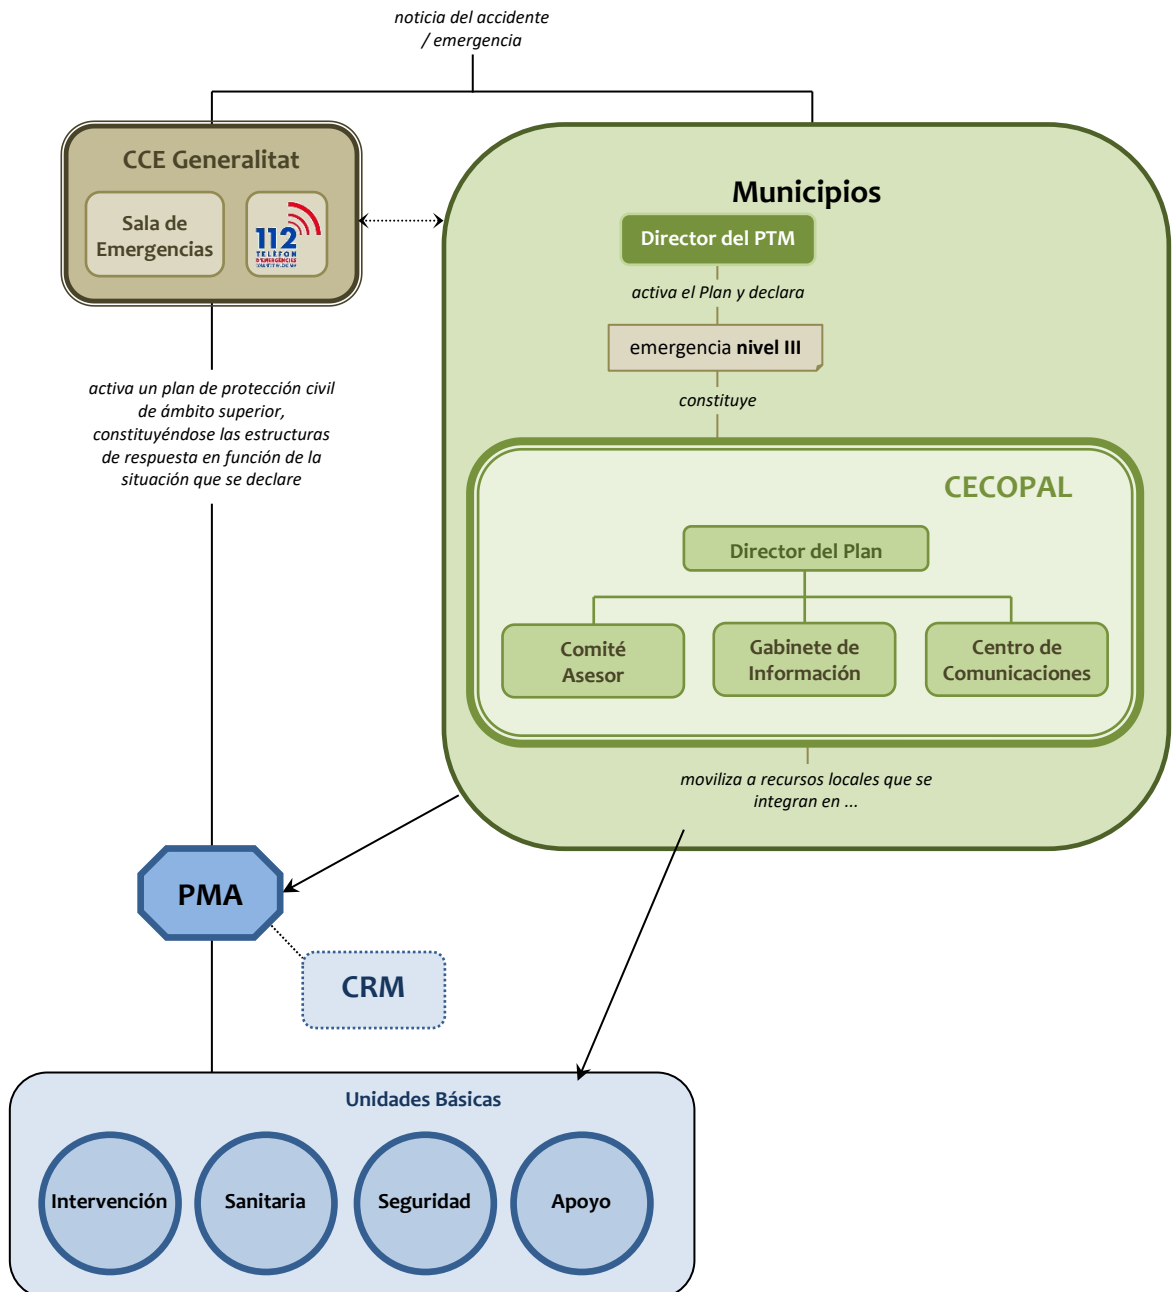 noticia del accidente
/ emergencia
CCE Generalitat
Sala de
Emergencias
112
TELÈFON
D'EMERGÈNCIES
activa un plan de protección civil
de ámbito superior,
constituyéndose las estructuras
de respuesta en función de la
situación que se declare
Municipios
Director del PTM
activa el Plan y declara
emergencia nivel III
constituye
CECOPAL
Director del Plan
Comité
Asesor
Gabinete de
Información
Centro de
Comunicaciones
moviliza a recursos locales que se
integran en ...
PMA
CRM
Unidades Básicas
Intervención
Sanitaria
Seguridad
Apoyo